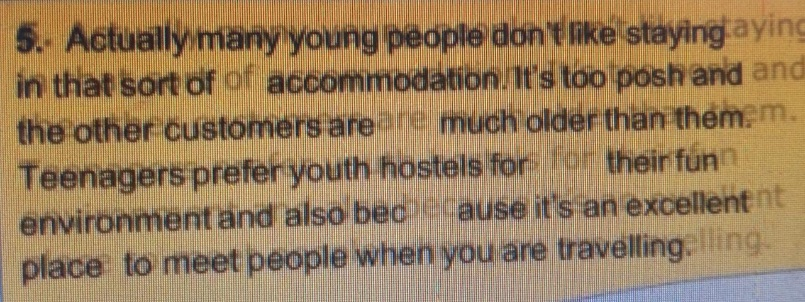 5.- Actually many young people don't like staying
in that sort of accommodation. It's too posh and
the other customers are much older than them.
Teenagers prefer youth hostels for their fun
environment and also because it's an excellent
place to meet people when you are travelling.